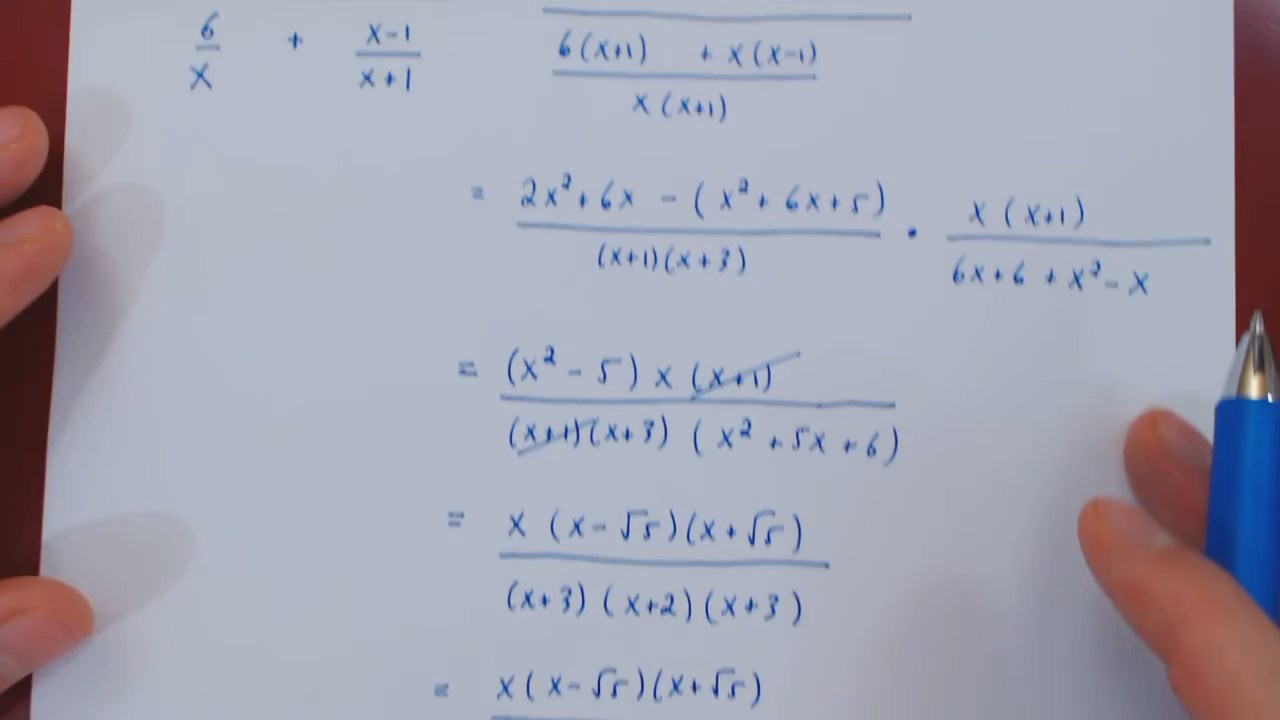 6/x + (x-1)/(x+1)
(6(x+1) + x(x-1))/(x(x+1))
= (2x²+6x - (x²+6x+5))/((x+1)(x+3)) · (x(x+1))/(6x+6+x²-x)
= ((x²-5)x(x+1))/((x+1)(x+3)(x²+5x+6))
= (x(x-√5)(x+√5))/((x+3)(x+2)(x+3))
= x(x-√5)(x+√5)